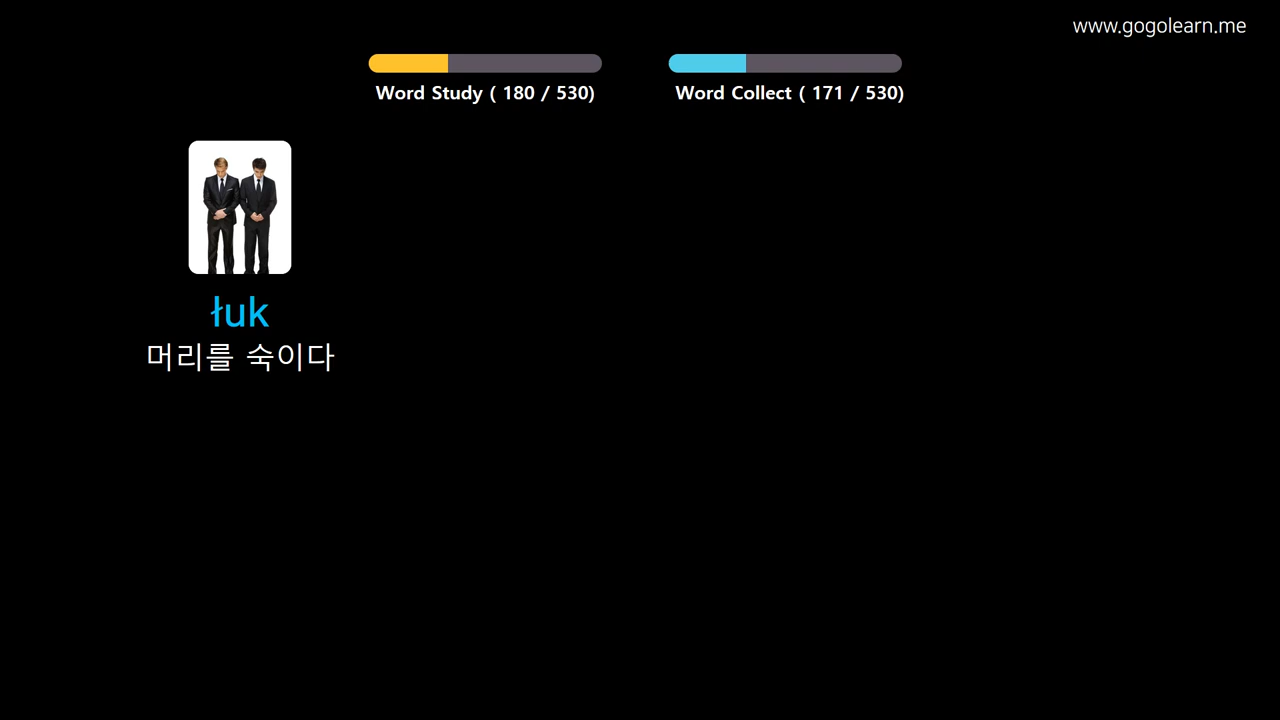 www.gogolearn.me
Word Study ( 180 / 530)
Word Collect ( 171 / 530)
łuk
머리를 숙이다